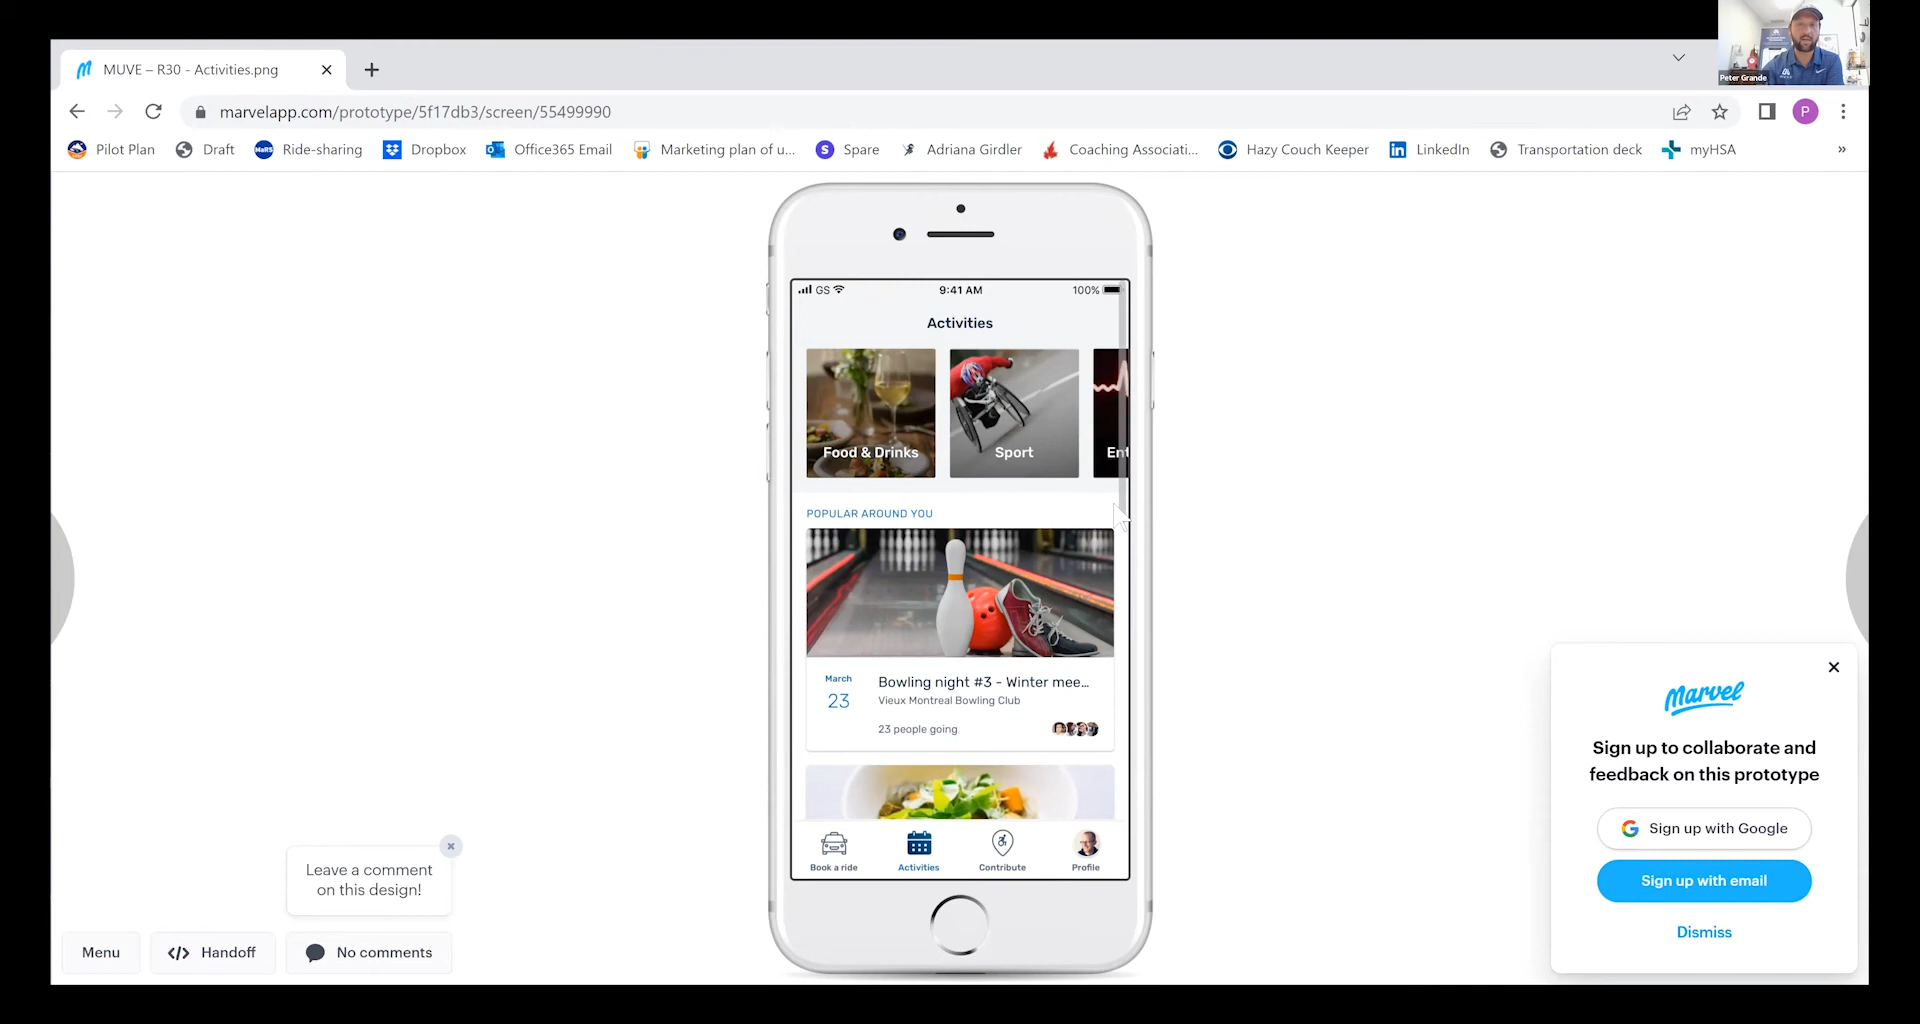 MUVE – R30 - Activities.png
marvelapp.com/prototype/5f17db3/screen/55499990
P
Peter Grande
Pilot Plan
Draft
MaRS
Ride-sharing
Dropbox
Office365 Email
Marketing plan of u...
S
Spare
Adriana Girdler
Coaching Associati...
Hazy Couch Keeper
in
LinkedIn
Transportation deck
myHSA
»
GS
9:41 AM
100%
Activities
Food & Drinks
Sport
Ent
POPULAR AROUND YOU
March
23
Bowling night #3 - Winter mee...
Vieux Montreal Bowling Club
23 people going
Book a ride
Activities
Contribute
Profile
Leave a comment
on this design!
Menu
</> Handoff
No comments
Marvel
Sign up to collaborate and
feedback on this prototype
Sign up with Google
Sign up with email
Dismiss